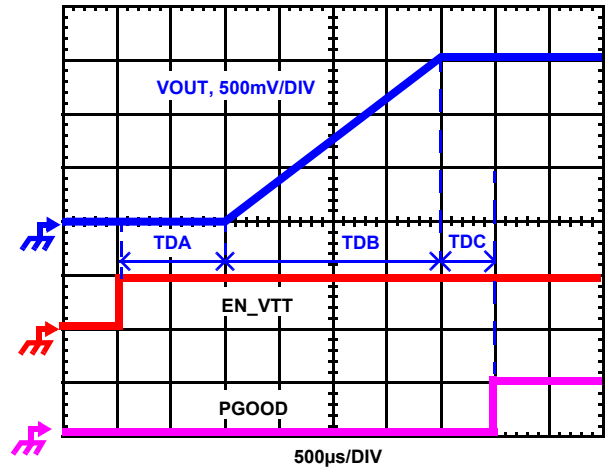 VOUT, 500mV/DIV
TDA
TDB
TDC
EN_VTT
PGOOD
500µs/DIV